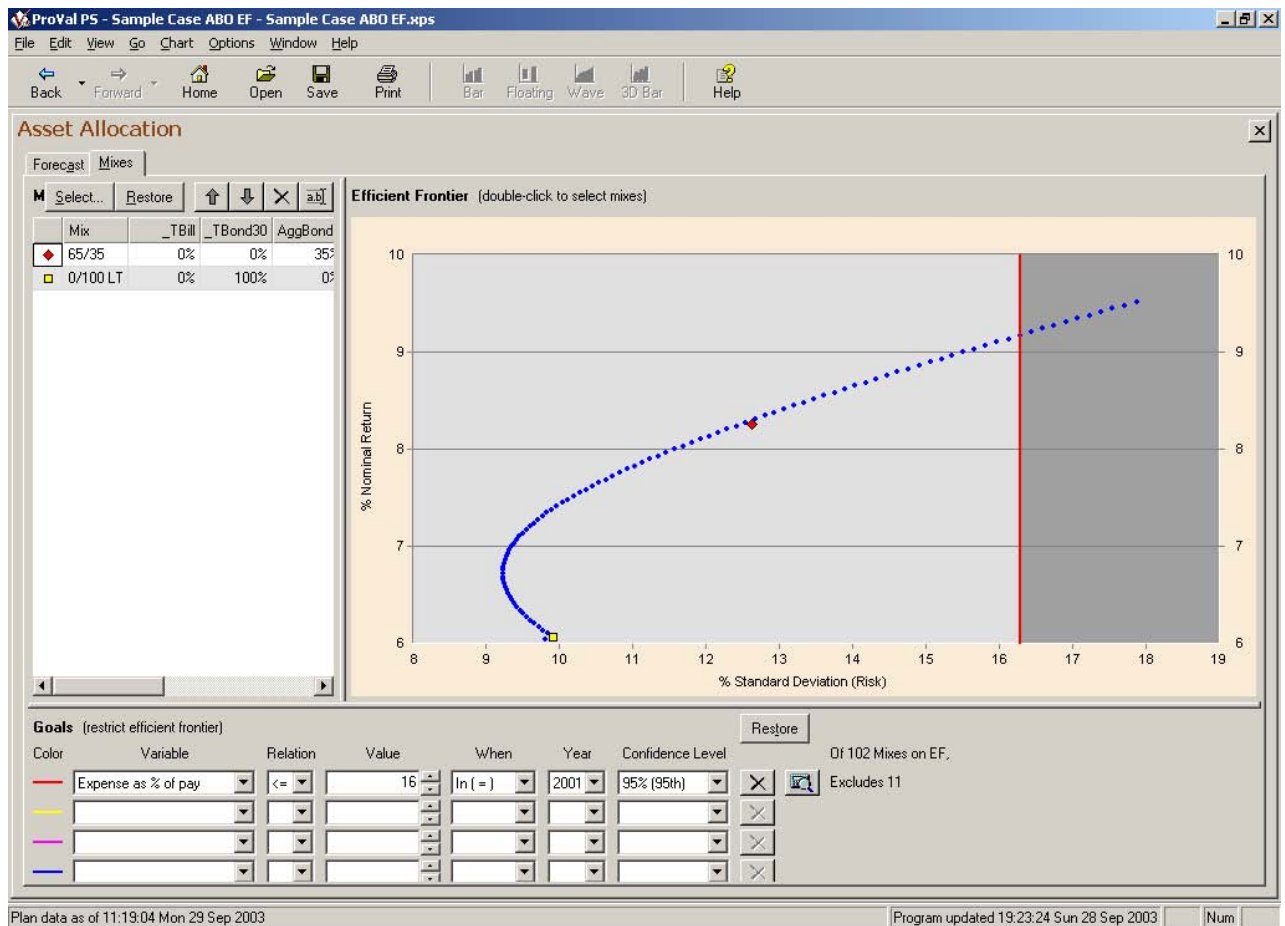 ProVal PS - Sample Case ABO EF - Sample Case ABO EF.xps
File Edit View Go Chart Options Window Help
Back Forward Home Open Save Print Bar Floating Wave 3D Bar Help
Asset Allocation
Forecast Mixes
M Select... Restore a.b
Mix _TBill _TBond30 AggBond
65/35 0% 0% 35%
0/100 LT 0% 100% 0%
Efficient Frontier (double-click to select mixes)
10 10
9 9
8 8
7 7
6 6
% Nominal Return
8 9 10 11 12 13 14 15 16 17 18 19
% Standard Deviation (Risk)
Goals (restrict efficient frontier) Restore
Color Variable Relation Value When Year Confidence Level Of 102 Mixes on EF,
Expense as % of pay <= 16 In ( = ) 2001 95% (95th) Excludes 11
Plan data as of 11:19:04 Mon 29 Sep 2003 Program updated 19:23:24 Sun 28 Sep 2003 Num